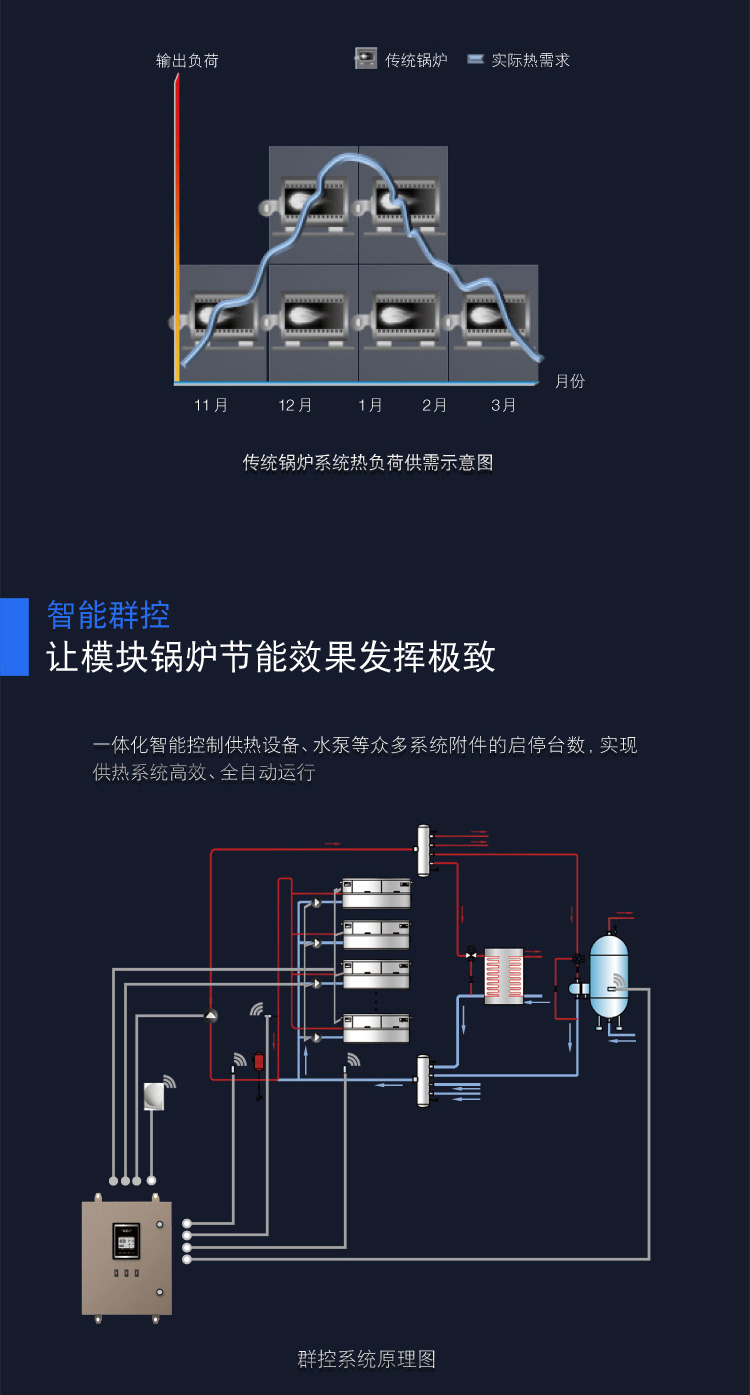 输出负荷
传统锅炉
实际热需求
月份
11月
12月
1月
2月
3月
传统锅炉系统热负荷供需示意图
智能群控
让模块锅炉节能效果发挥极致
一体化智能控制供热设备、水泵等众多系统附件的启停台数，实现
供热系统高效、全自动运行
群控系统原理图